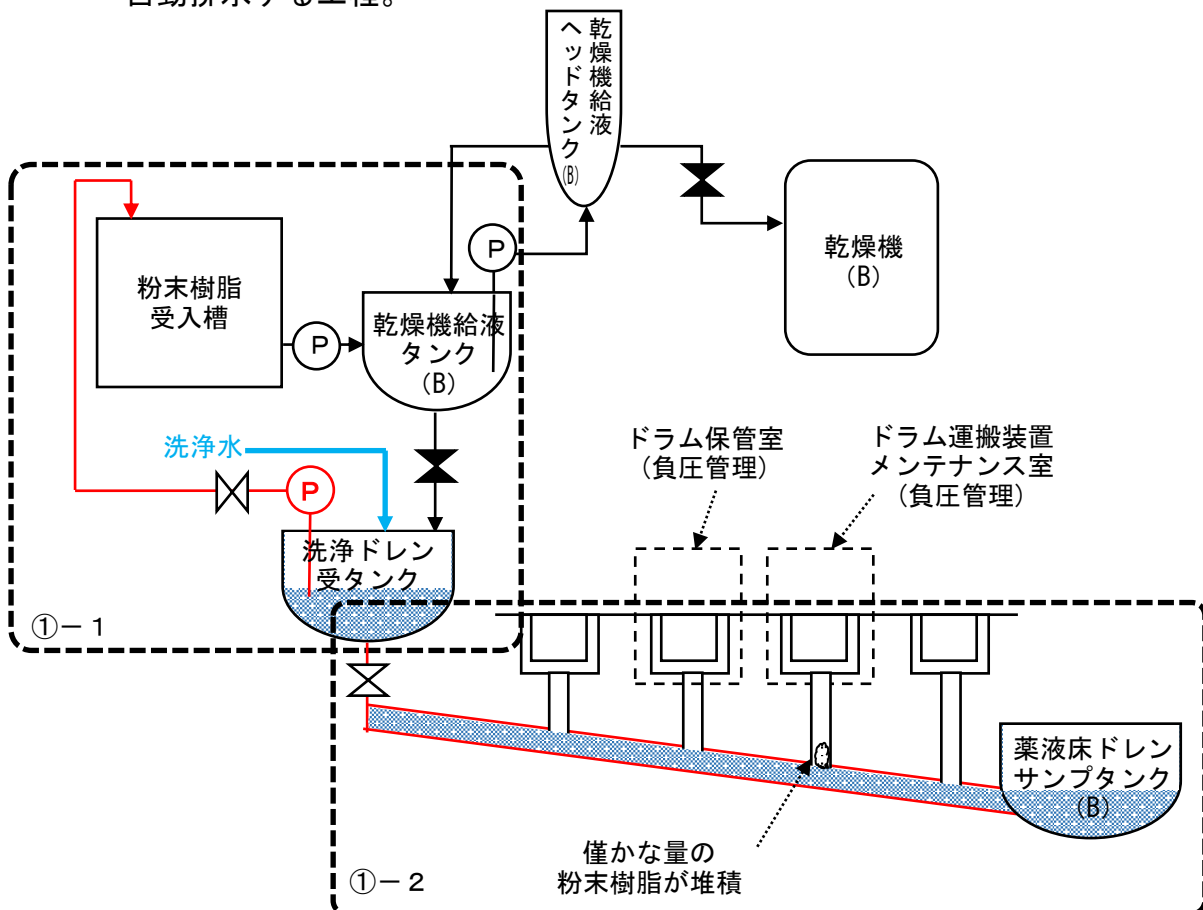 自動排水する工程。
乾燥機給液
ヘッドタンク(B)
P
粉末樹脂
受入槽
P
乾燥機給液
タンク
(B)
乾燥機
(B)
洗浄水
P
洗浄ドレン
受タンク
ドラム保管室
(負圧管理)
ドラム運搬装置
メンテナンス室
(負圧管理)
①-1
薬液床ドレン
サンプタンク
(B)
僅かな量の
粉末樹脂が堆積
①-2